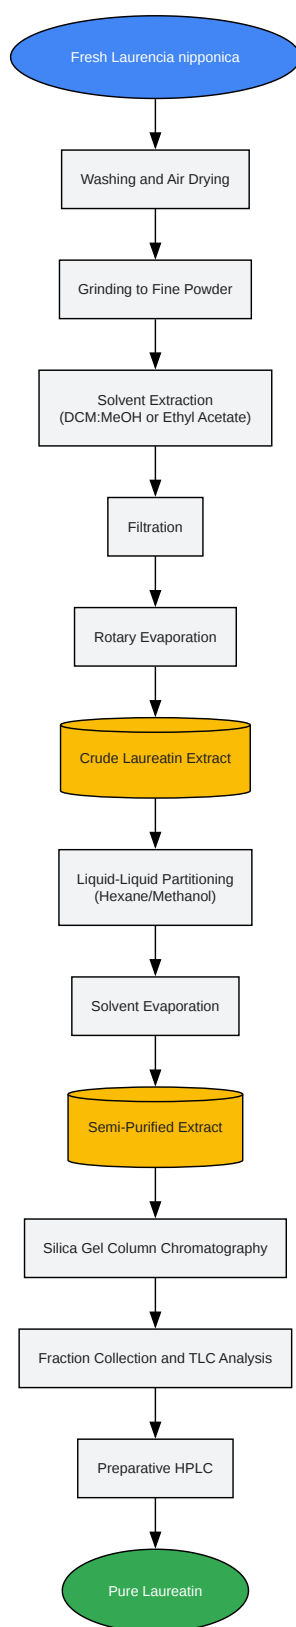 Fresh Laurencia nipponica
Washing and Air Drying
Grinding to Fine Powder
Solvent Extraction
(DCM:MeOH or Ethyl Acetate)
Filtration
Rotary Evaporation
Crude Laureatin Extract
Liquid-Liquid Partitioning
(Hexane/Methanol)
Solvent Evaporation
Semi-Purified Extract
Silica Gel Column Chromatography
Fraction Collection and TLC Analysis
Preparative HPLC
Pure Laureatin